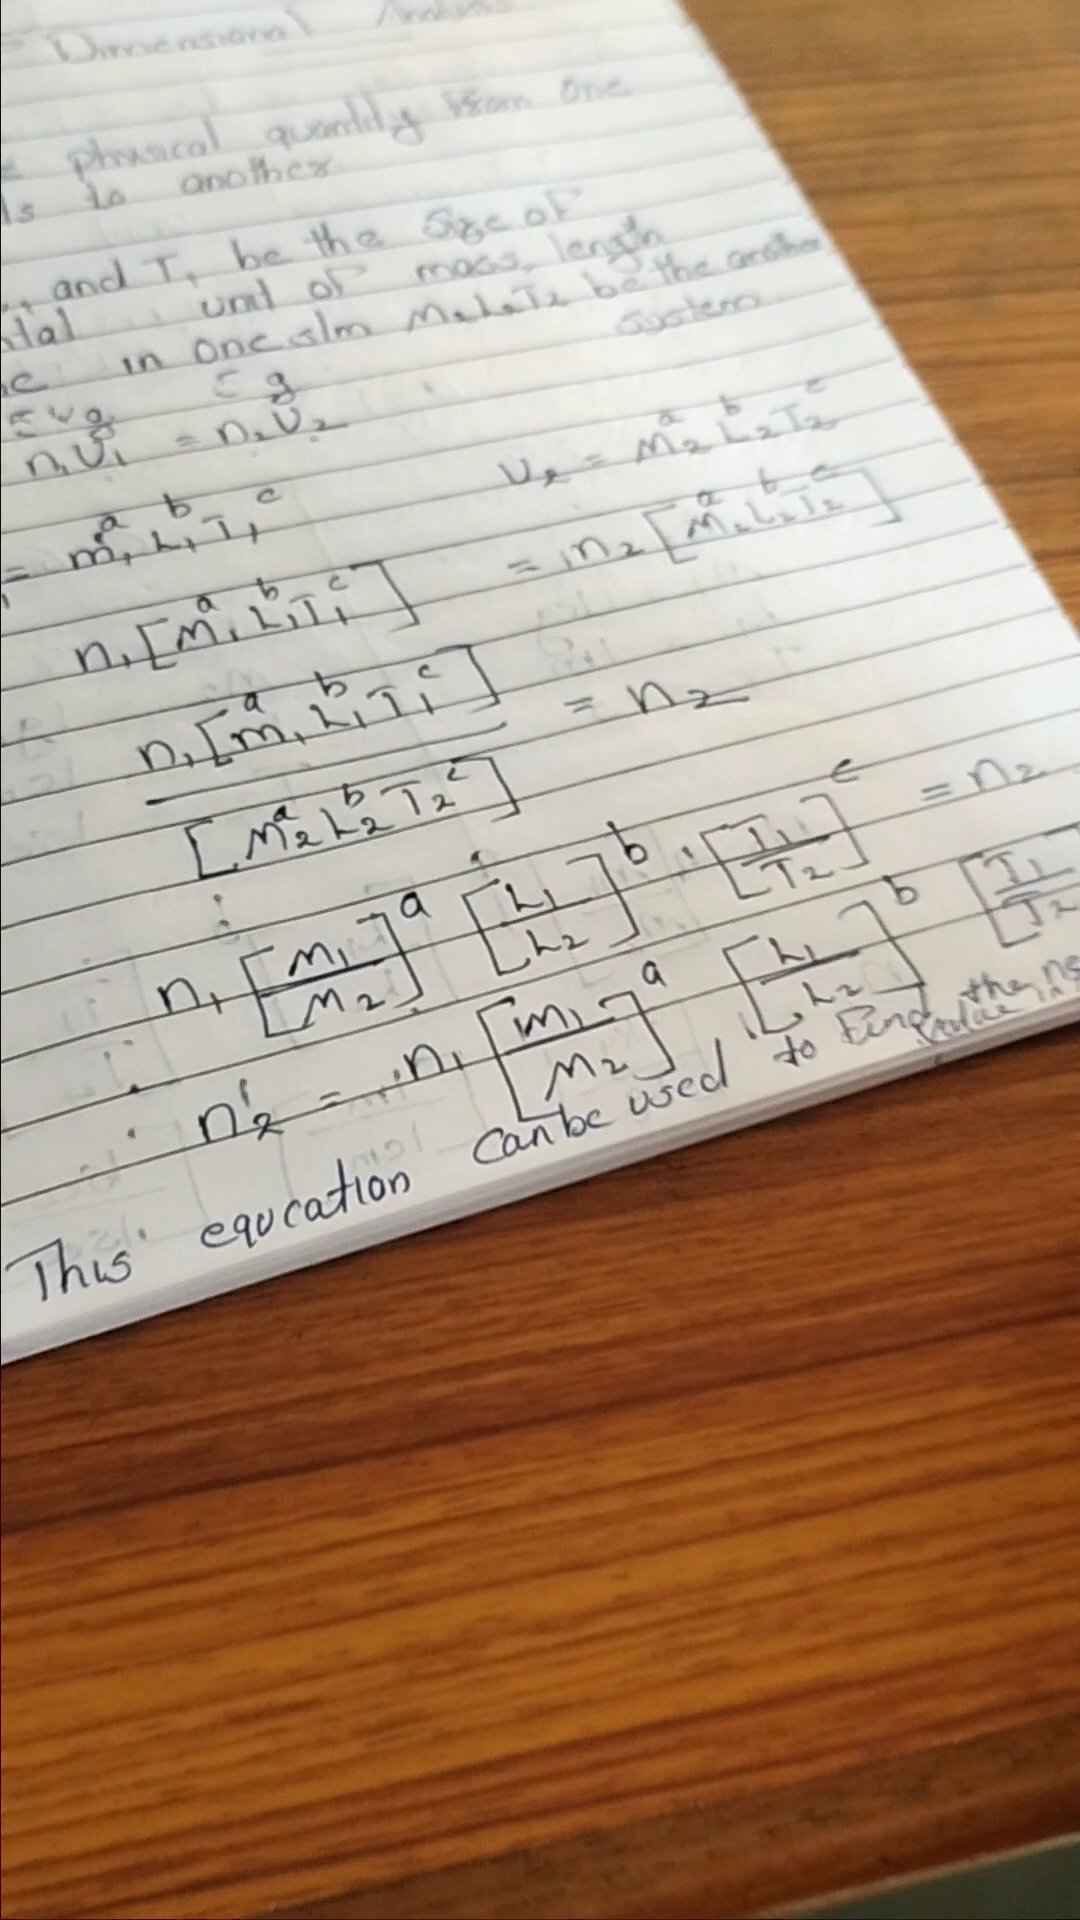 Dimensional Analysis
physical quantity from one
to another
and T₁ be the size of
unit of mass, length
in one s/m M₂L₂T₂ be the another
system
n₁U₁ = n₂U₂
= m₁ᵃ L₁ᵇ T₁ᶜ U₂ = M₂ᵃ L₂ᵇ T₂ᶜ
n₁[M₁ᵃ L₁ᵇ T₁ᶜ] = n₂[M₂ᵃ L₂ᵇ T₂ᶜ]
n₁[m₁ᵃ L₁ᵇ T₁ᶜ] = n₂
[M₂ᵃ L₂ᵇ T₂ᶜ]
n₁ [M₁/M₂]ᵃ [L₁/L₂]ᵇ · [T₁/T₂]ᶜ = n₂
n₂ = n₁ [m₁/M₂]ᵃ [L₁/L₂]ᵇ [T₁/T₂]
This equcation can be used to find the
value